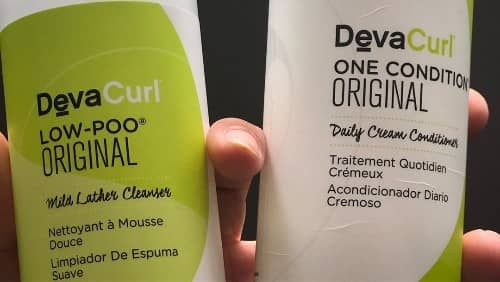 DevaCurl
LOW-POO®
ORIGINAL
Mild Lather Cleanser
Nettoyant à Mousse
Douce
Limpiador De Espuma
Suave
DevaCurl
ONE CONDITION
ORIGINAL
Daily Cream Conditioner
Traitement Quotidien
Crémeux
Acondicionador Diario
Cremoso